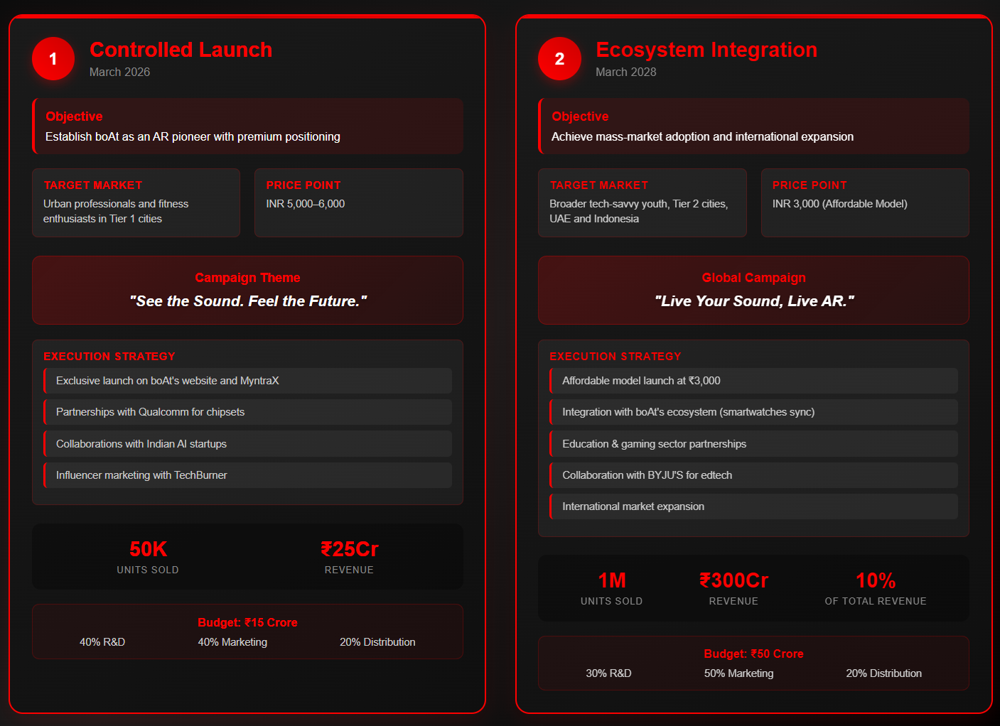 1
Controlled Launch
March 2026
Objective
Establish boAt as an AR pioneer with premium positioning
TARGET MARKET
Urban professionals and fitness
enthusiasts in Tier 1 cities
PRICE POINT
INR 5,000–6,000
Campaign Theme
"See the Sound. Feel the Future."
EXECUTION STRATEGY
Exclusive launch on boAt's website and MyntraX
Partnerships with Qualcomm for chipsets
Collaborations with Indian AI startups
Influencer marketing with TechBurner
50K
UNITS SOLD
₹25Cr
REVENUE
Budget: ₹15 Crore
40% R&D
40% Marketing
20% Distribution
2
Ecosystem Integration
March 2028
Objective
Achieve mass-market adoption and international expansion
TARGET MARKET
Broader tech-savvy youth, Tier 2 cities,
UAE and Indonesia
PRICE POINT
INR 3,000 (Affordable Model)
Global Campaign
"Live Your Sound, Live AR."
EXECUTION STRATEGY
Affordable model launch at ₹3,000
Integration with boAt's ecosystem (smartwatches sync)
Education & gaming sector partnerships
Collaboration with BYJU'S for edtech
International market expansion
1M
UNITS SOLD
₹300Cr
REVENUE
10%
OF TOTAL REVENUE
Budget: ₹50 Crore
30% R&D
50% Marketing
20% Distribution